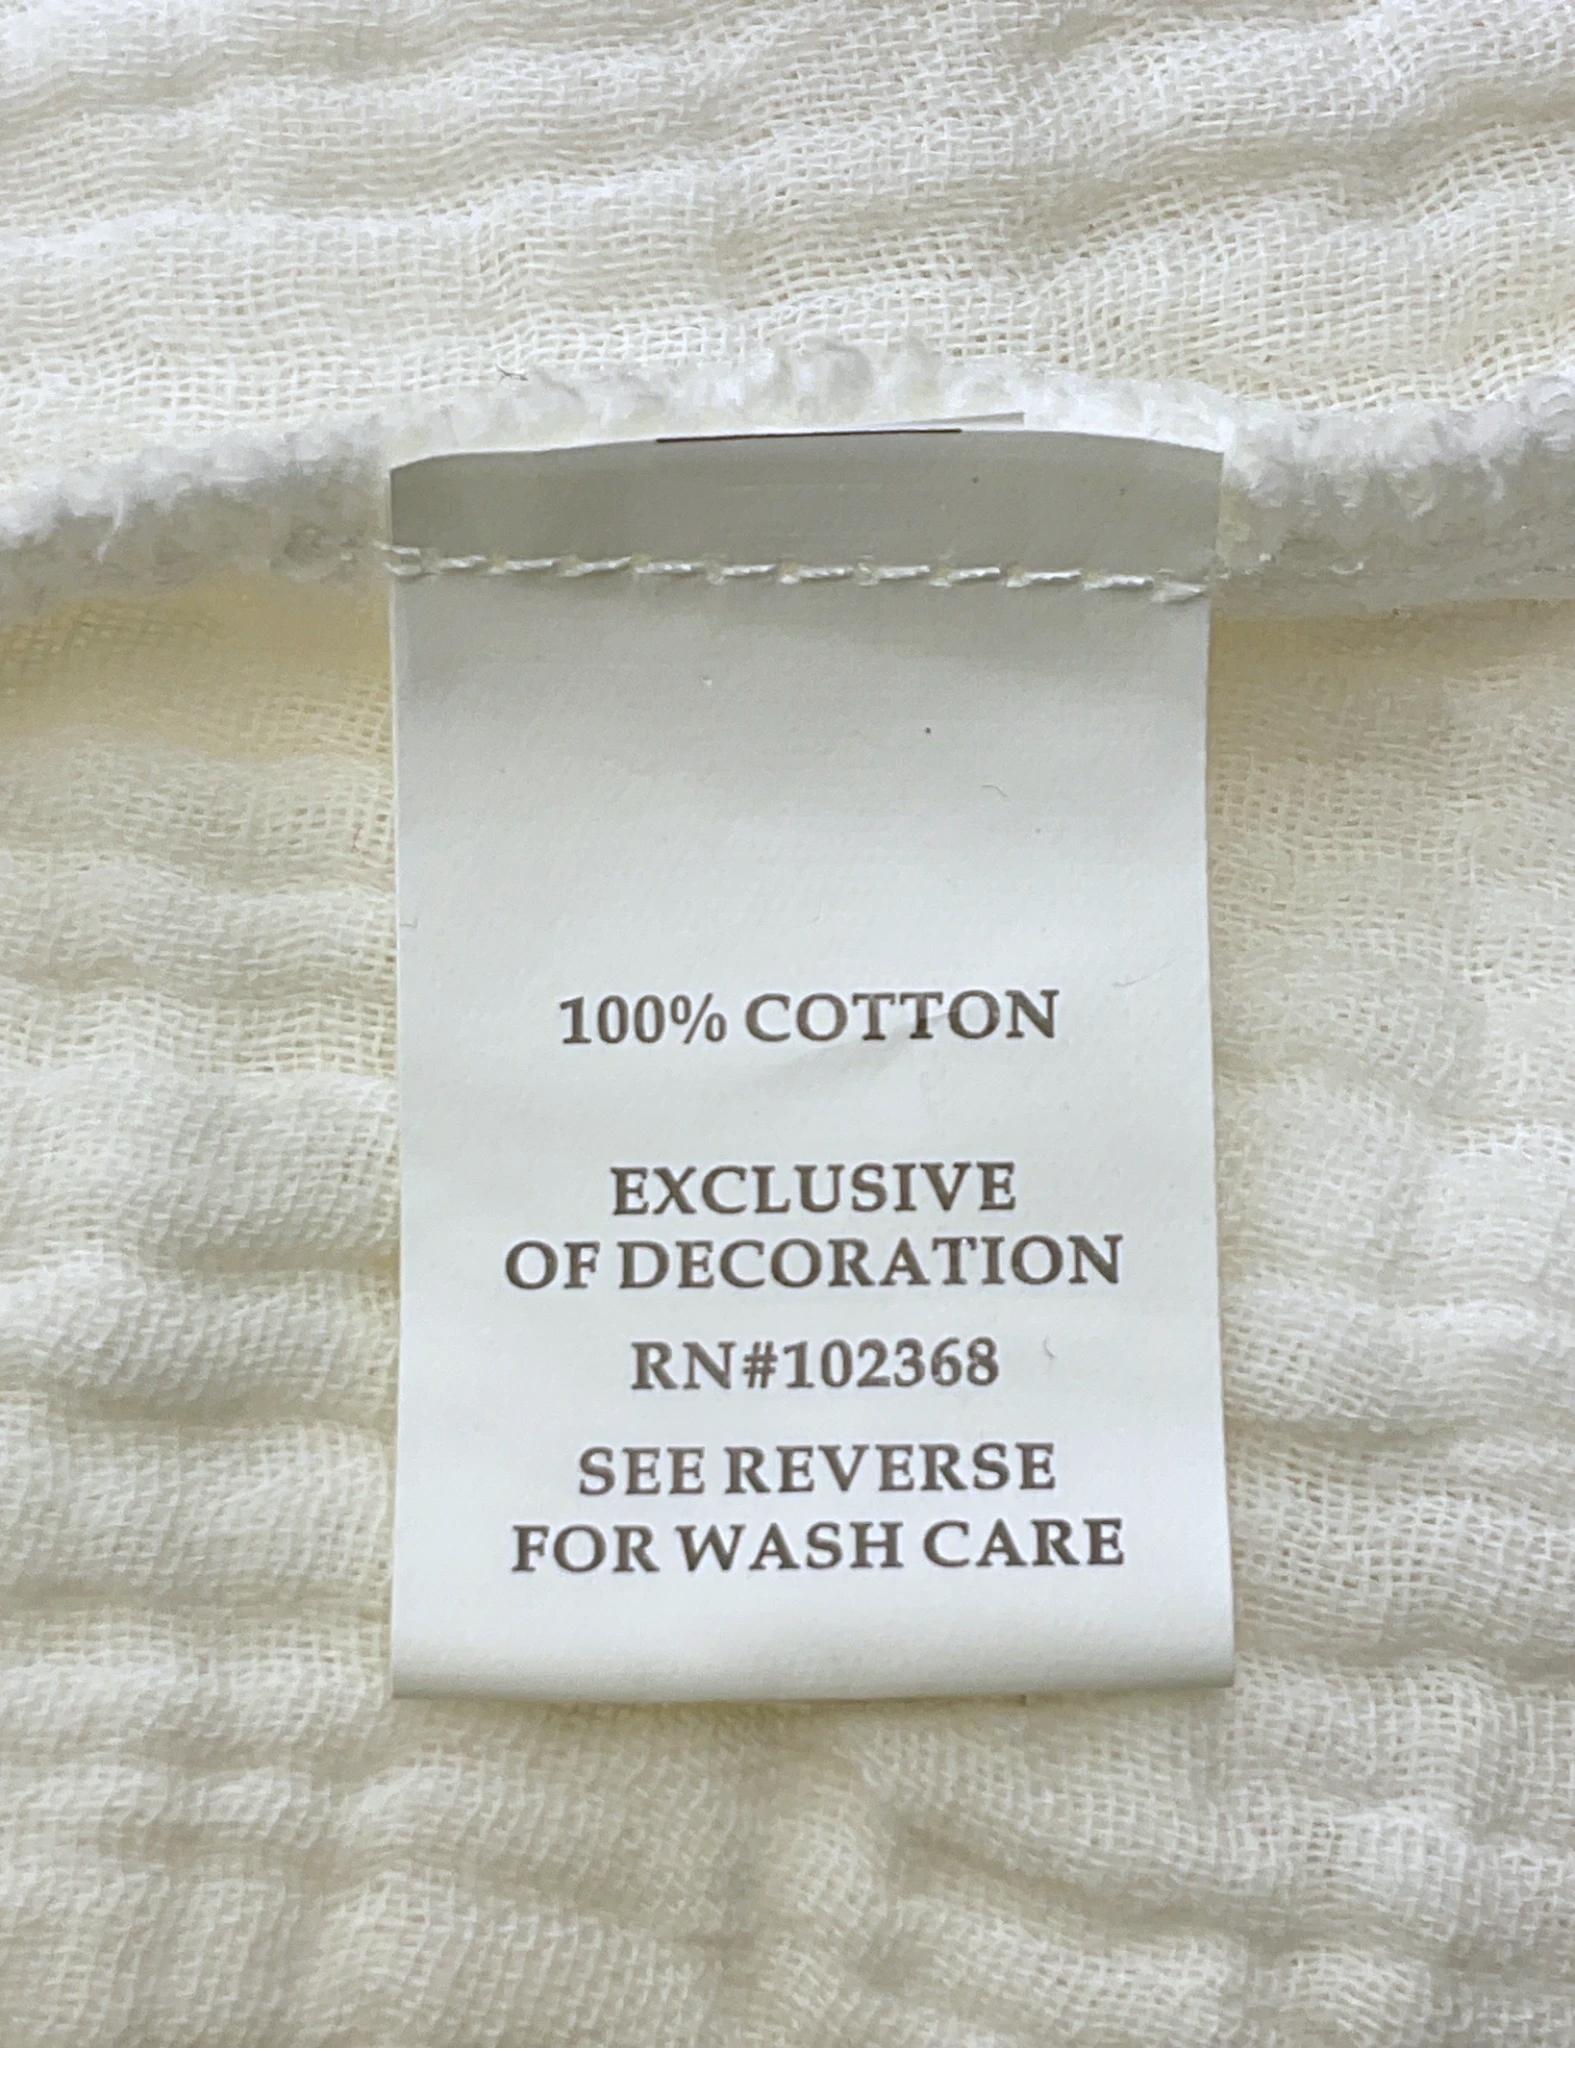 100% COTTON
EXCLUSIVE
OF DECORATION
RN#102368
SEE REVERSE
FOR WASH CARE